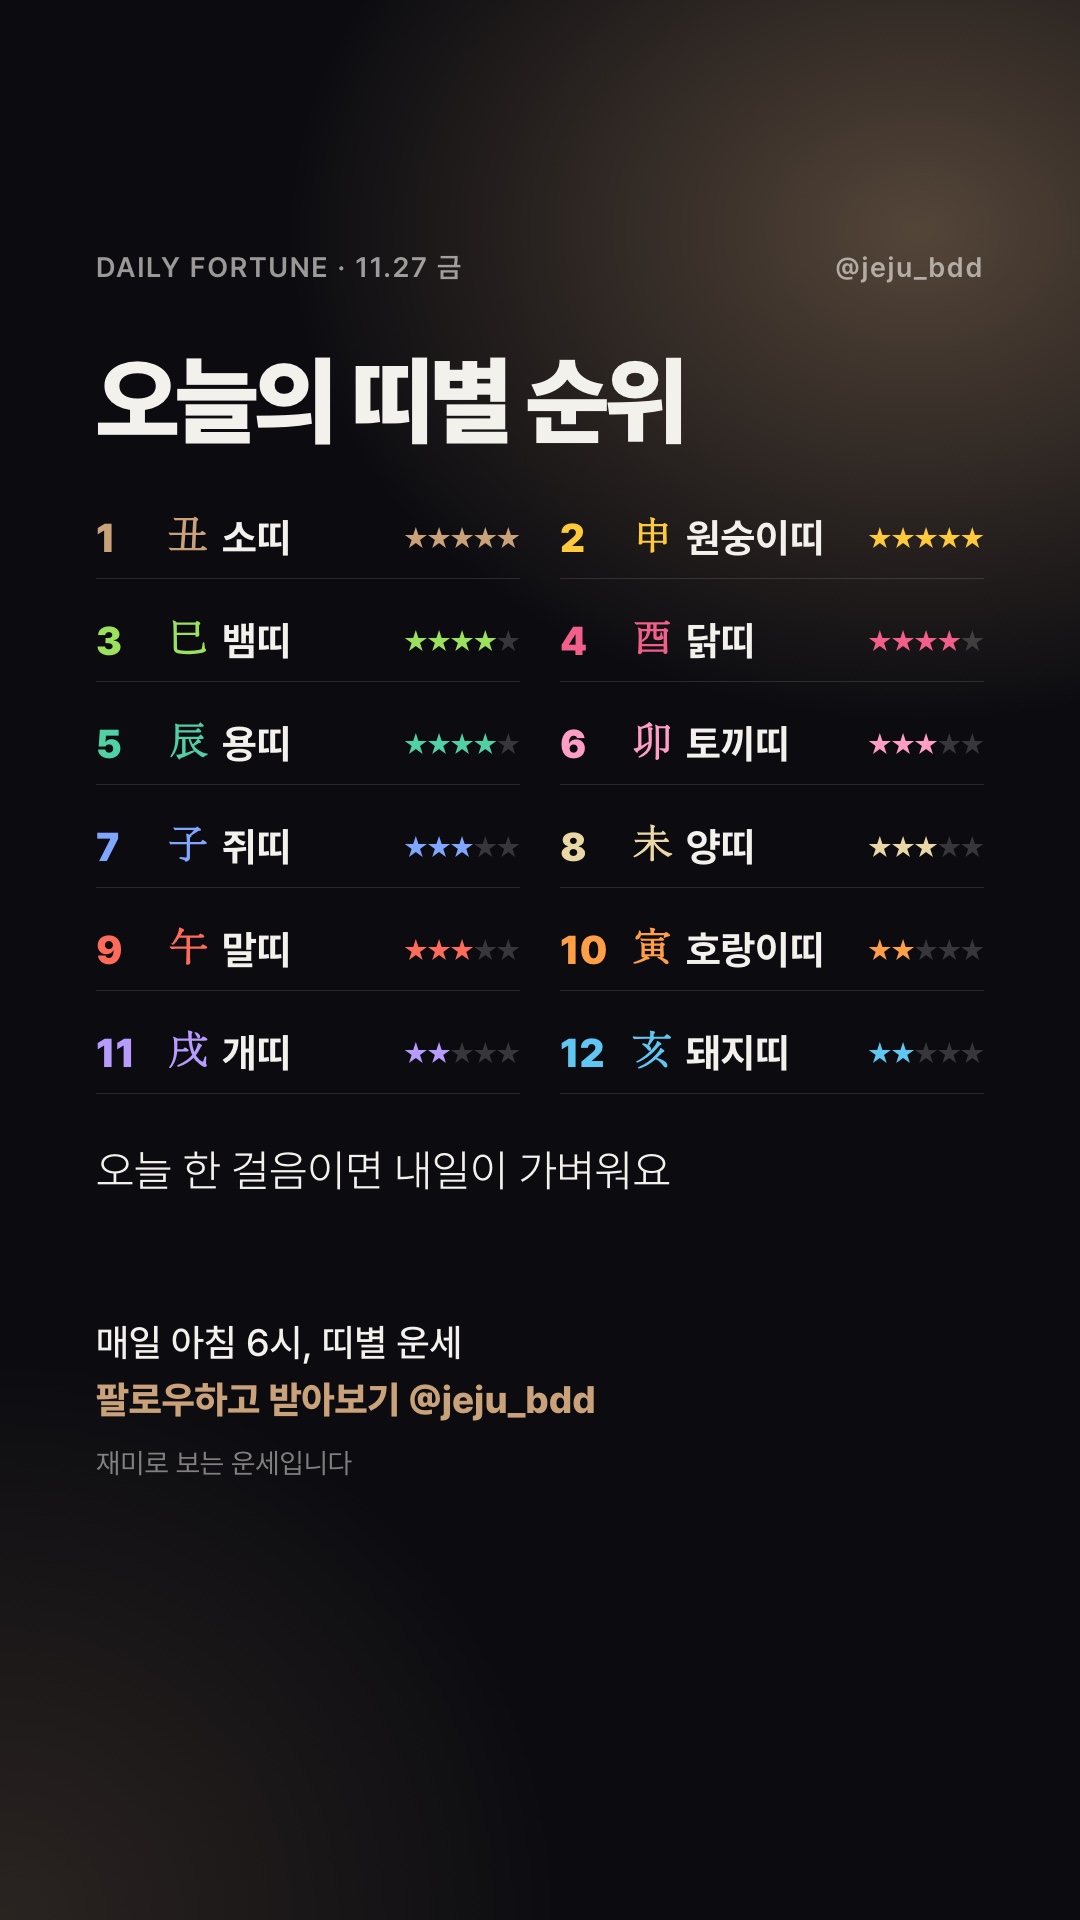 DAILY FORTUNE · 11.27 금
@jeju_bdd
오늘의 띠별 순위
1 丑 소띠 ★★★★★
2 申 원숭이띠 ★★★★★
3 巳 뱀띠 ★★★★★
4 酉 닭띠 ★★★★★
5 辰 용띠 ★★★★★
6 卯 토끼띠 ★★★★★
7 子 쥐띠 ★★★★★
8 未 양띠 ★★★★★
9 午 말띠 ★★★★★
10 寅 호랑이띠 ★★★★★
11 戌 개띠 ★★★★★
12 亥 돼지띠 ★★★★★
오늘 한 걸음이면 내일이 가벼워요
매일 아침 6시, 띠별 운세
팔로우하고 받아보기 @jeju_bdd
재미로 보는 운세입니다